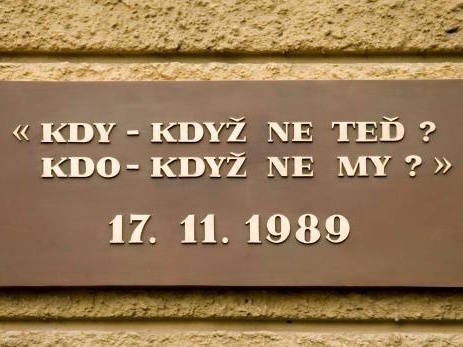 « KDY - KDYŽ NE TEĎ ?
KDO - KDYŽ NE MY ? »
17. 11. 1989